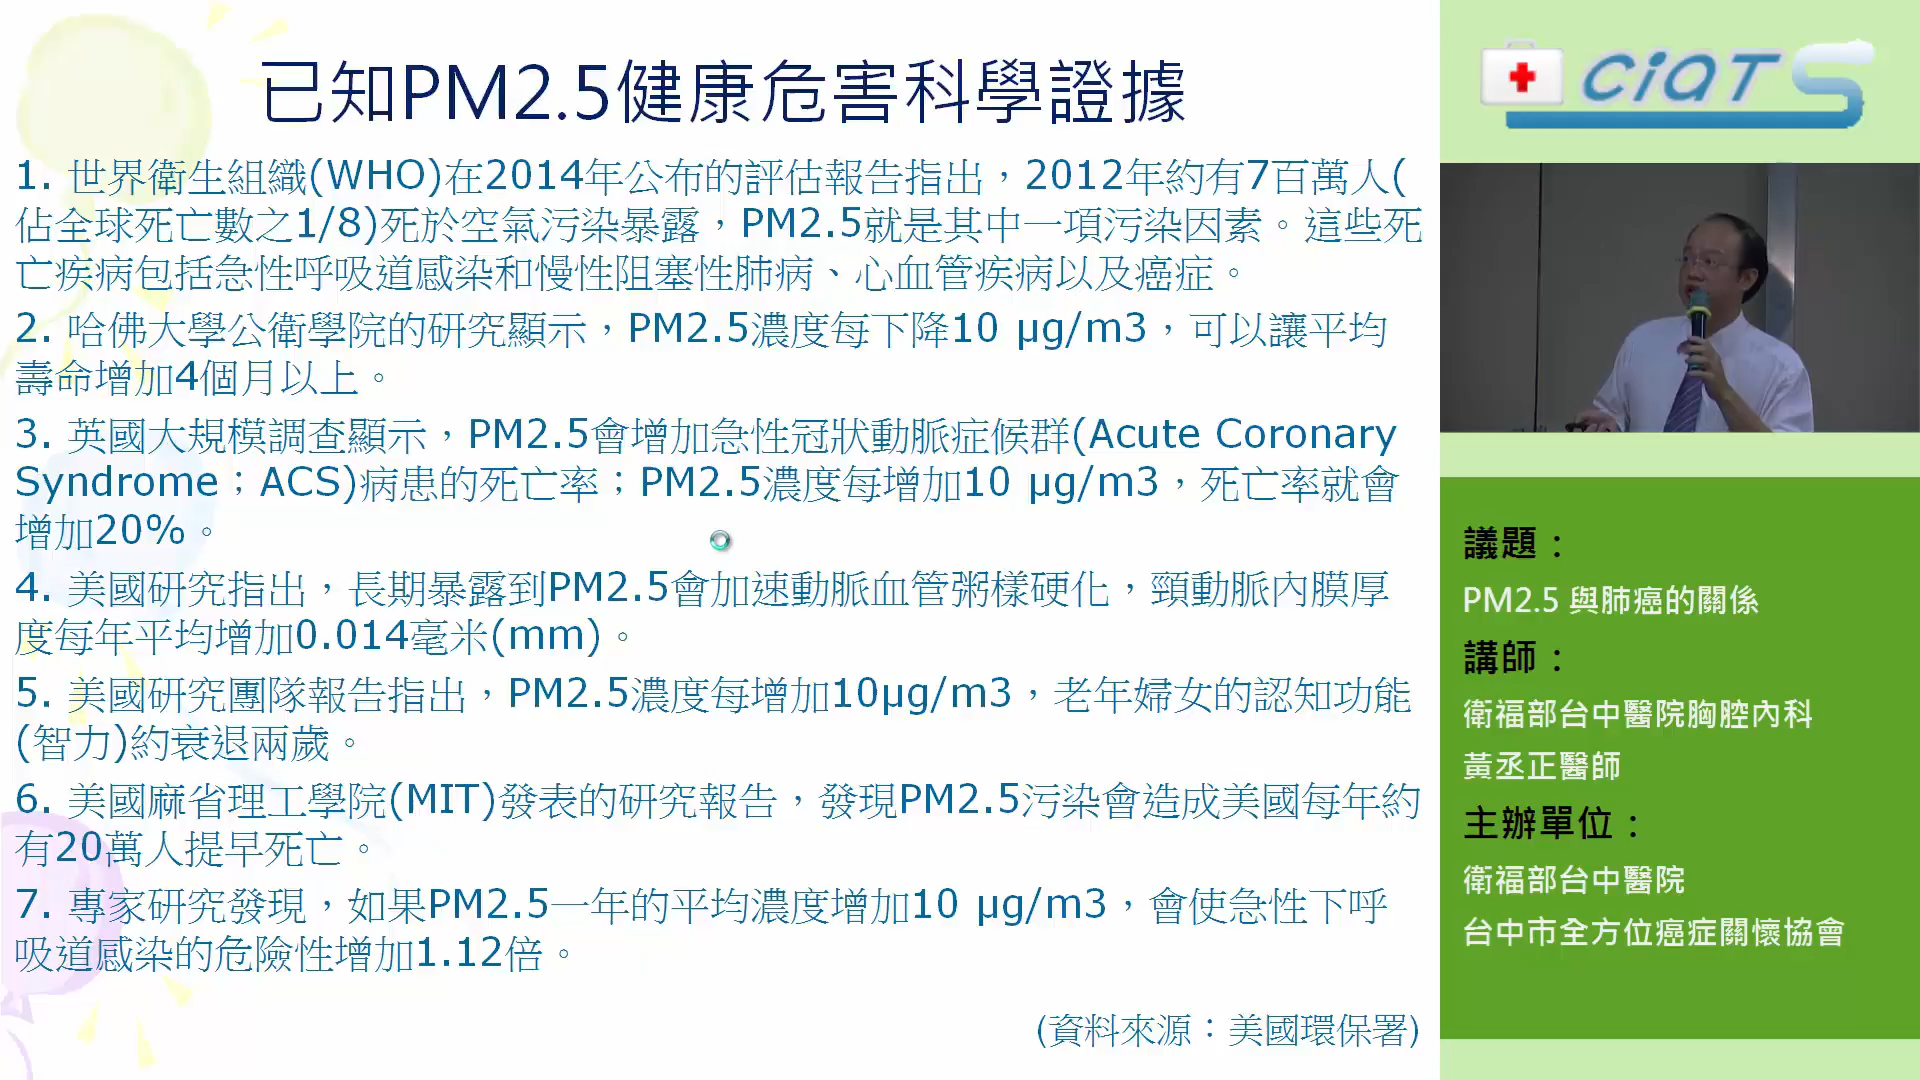 已知PM2.5健康危害科學證據
1. 世界衛生組織(WHO)在2014年公布的評估報告指出，2012年約有7百萬人(
佔全球死亡數之1/8)死於空氣污染暴露，PM2.5就是其中一項污染因素。這些死
亡疾病包括急性呼吸道感染和慢性阻塞性肺病、心血管疾病以及癌症。
2. 哈佛大學公衛學院的研究顯示，PM2.5濃度每下降10 μg/m3，可以讓平均
壽命增加4個月以上。
3. 英國大規模調查顯示，PM2.5會增加急性冠狀動脈症候群(Acute Coronary
Syndrome；ACS)病患的死亡率；PM2.5濃度每增加10 μg/m3，死亡率就會
增加20%。
4. 美國研究指出，長期暴露到PM2.5會加速動脈血管粥樣硬化，頸動脈內膜厚
度每年平均增加0.014毫米(mm)。
5. 美國研究團隊報告指出，PM2.5濃度每增加10μg/m3，老年婦女的認知功能
(智力)約衰退兩歲。
6. 美國麻省理工學院(MIT)發表的研究報告，發現PM2.5污染會造成美國每年約
有20萬人提早死亡。
7. 專家研究發現，如果PM2.5一年的平均濃度增加10 μg/m3，會使急性下呼
吸道感染的危險性增加1.12倍。
(資料來源：美國環保署)
CiATS
議題：
PM2.5 與肺癌的關係
講師：
衛福部台中醫院胸腔內科
黃丞正醫師
主辦單位：
衛福部台中醫院
台中市全方位癌症關懷協會